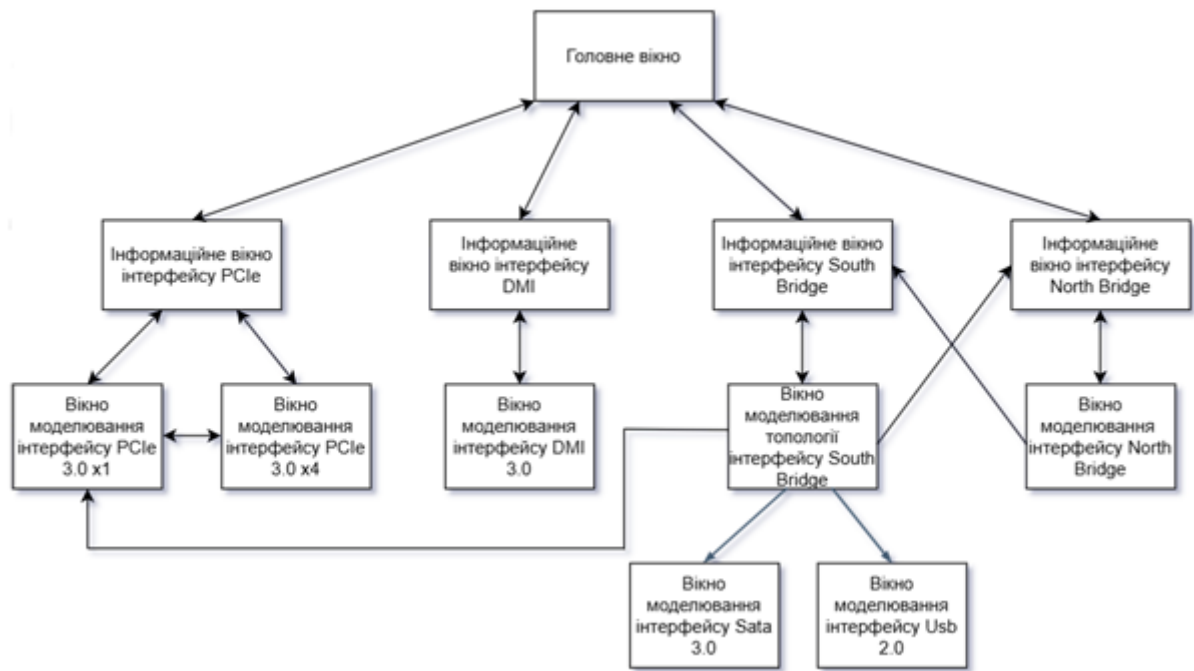 Головне вікно
Інформаційне вікно
інтерфейсу PCIe
Інформаційне
вікно інтерфейсу
DMI
Інформаційне вікно
інтерфейсу South
Bridge
Інформаційне
вікно інтерфейсу
North Bridge
Вікно
моделювання
інтерфейсу PCIe
3.0 x1
Вікно
моделювання
інтерфейсу PCIe
3.0 x4
Вікно
моделювання
інтерфейсу DMI
3.0
Вікно
моделювання
топології
інтерфейсу South
Bridge
Вікно
моделювання
інтерфейсу North
Bridge
Вікно
моделювання
інтерфейсу Sata
3.0
Вікно
моделювання
інтерфейсу Usb
2.0